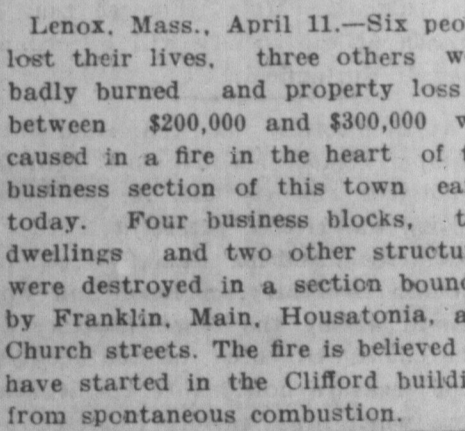 Lenox, Mass., April 11.—Six peo
lost their lives, three others w
badly burned and property loss
between $200,000 and $300,000 w
caused in a fire in the heart of t
business section of this town ea
today. Four business blocks, t
dwellings and two other structu
were destroyed in a section boun
by Franklin, Main, Housatonia, a
Church streets. The fire is believed
have started in the Clifford buildi
from spontaneous combustion.